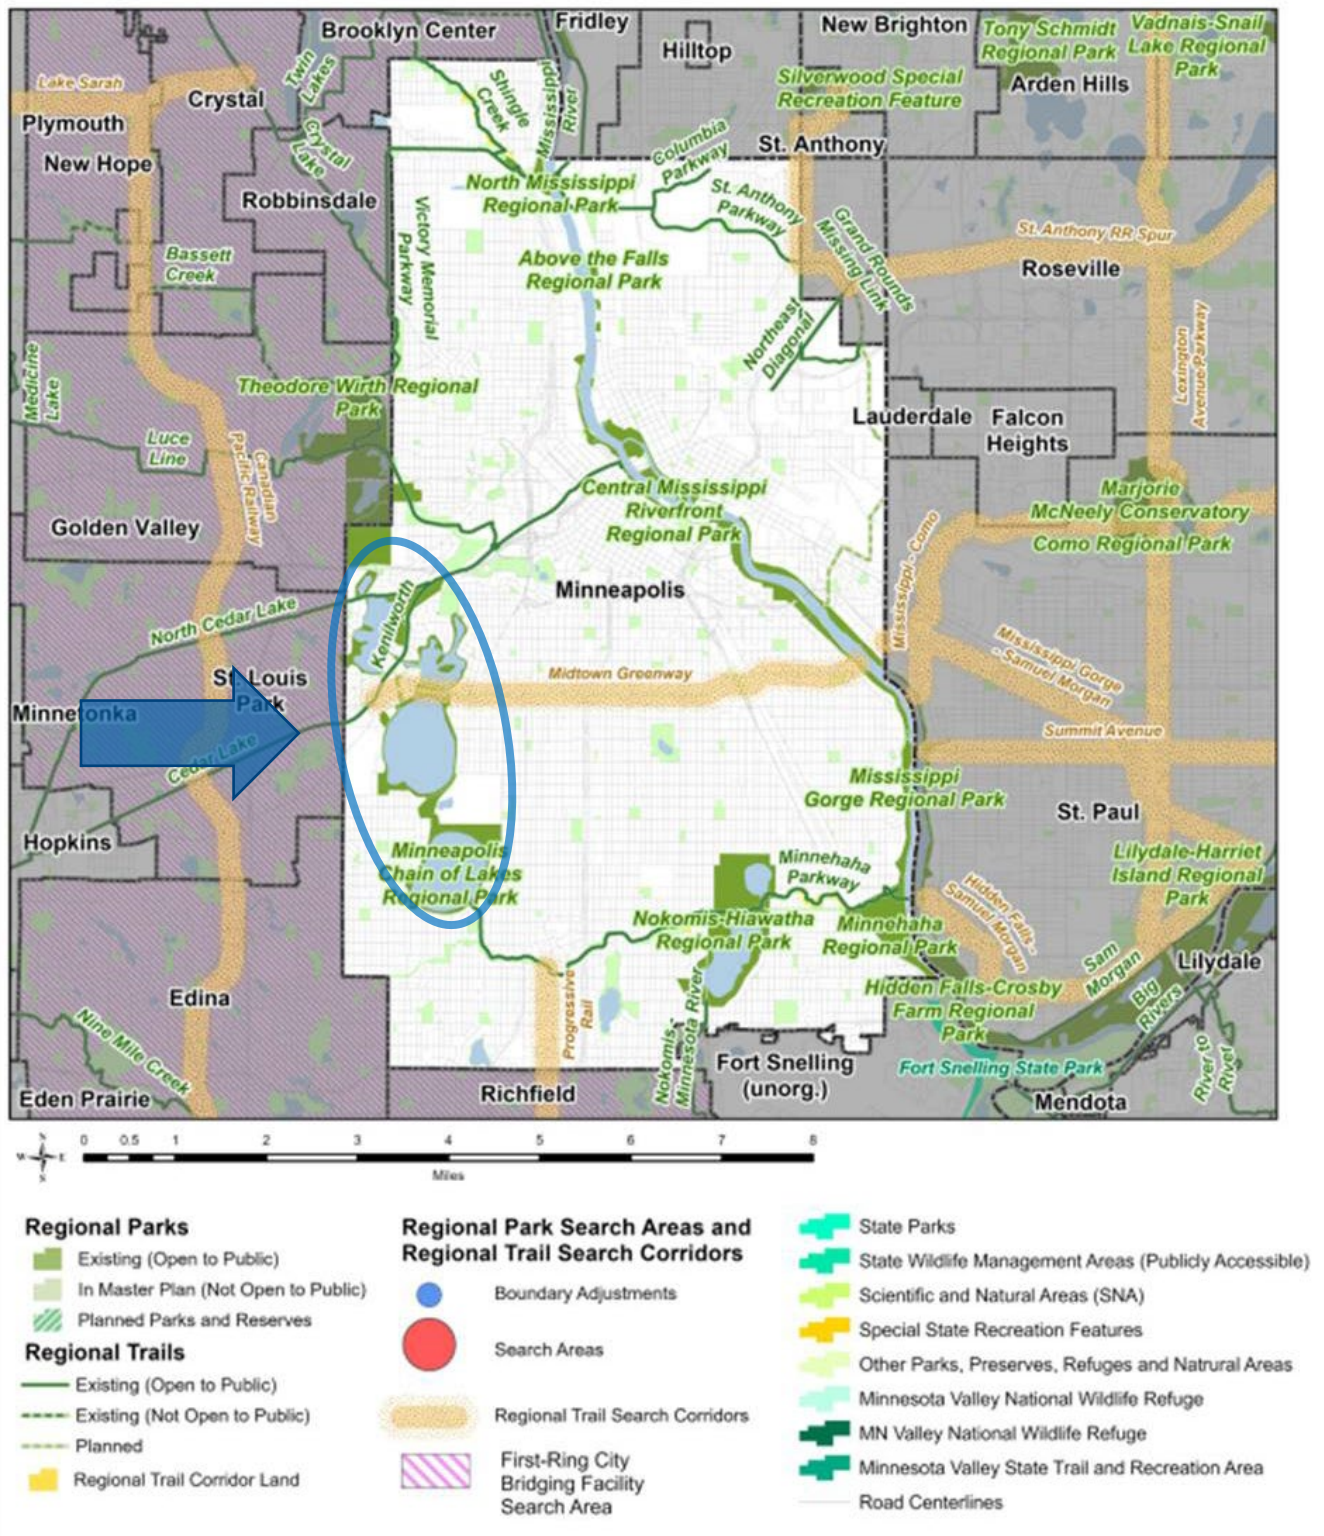 Brooklyn Center
Fridley
Hilltop
New Brighton
Tony Schmidt
Regional Park
Vadnais-Snail
Lake Regional
Park
Arden Hills
Silverwood Special
Recreation Feature
Lake Sarah
Crystal
Twin
Lakes
Plymouth
New Hope
Crystal
Lake
Robbinsdale
Shingle
Creek
Mississippi
River
St. Anthony
Columbia
Parkway
St. Anthony
Parkway
North Mississippi
Regional Park
Victory Memorial
Parkway
Above the Falls
Regional Park
Grand Rounds
Missing Link
St. Anthony RR Spur
Roseville
Bassett
Creek
Northeast
Diagonal
Lexington
Avenue Parkway
Medicine
Lake
Theodore Wirth Regional
Park
Luce
Line
Canadian
Pacific Railway
Lauderdale
Falcon
Heights
Golden Valley
Central Mississippi
Riverfront
Regional Park
Marjorie
McNeely Conservatory
Como Regional Park
Mississippi - Como
Minneapolis
North Cedar Lake
Kenilworth
Midtown Greenway
Mississippi Gorge
- Samuel Morgan
St. Louis
Park
Minnetonka
Cedar Lake
Summit Avenue
Mississippi
Gorge Regional Park
St. Paul
Hopkins
Minneapolis
Chain of Lakes
Regional Park
Minnehaha
Parkway
Lilydale-Harriet
Island Regional
Park
Nokomis-Hiawatha
Regional Park
Minnehaha
Regional Park
Hidden Falls -
Samuel Morgan
Sam
Morgan
Lilydale
Edina
Progressive
Rail
Nokomis-
Minnesota River
Hidden Falls-Crosby
Farm Regional
Park
Big
Rivers
Nine Mile Creek
Fort Snelling
(unorg.)
Fort Snelling State Park
River to
River
Eden Prairie
Richfield
Mendota
N
W E
S
0 0.5 1 2 3 4 5 6 7 8
Miles
Regional Parks
Existing (Open to Public)
In Master Plan (Not Open to Public)
Planned Parks and Reserves
Regional Trails
Existing (Open to Public)
Existing (Not Open to Public)
Planned
Regional Trail Corridor Land
Regional Park Search Areas and
Regional Trail Search Corridors
Boundary Adjustments
Search Areas
Regional Trail Search Corridors
First-Ring City
Bridging Facility
Search Area
State Parks
State Wildlife Management Areas (Publicly Accessible)
Scientific and Natural Areas (SNA)
Special State Recreation Features
Other Parks, Preserves, Refuges and Natrural Areas
Minnesota Valley National Wildlife Refuge
MN Valley National Wildlife Refuge
Minnesota Valley State Trail and Recreation Area
Road Centerlines